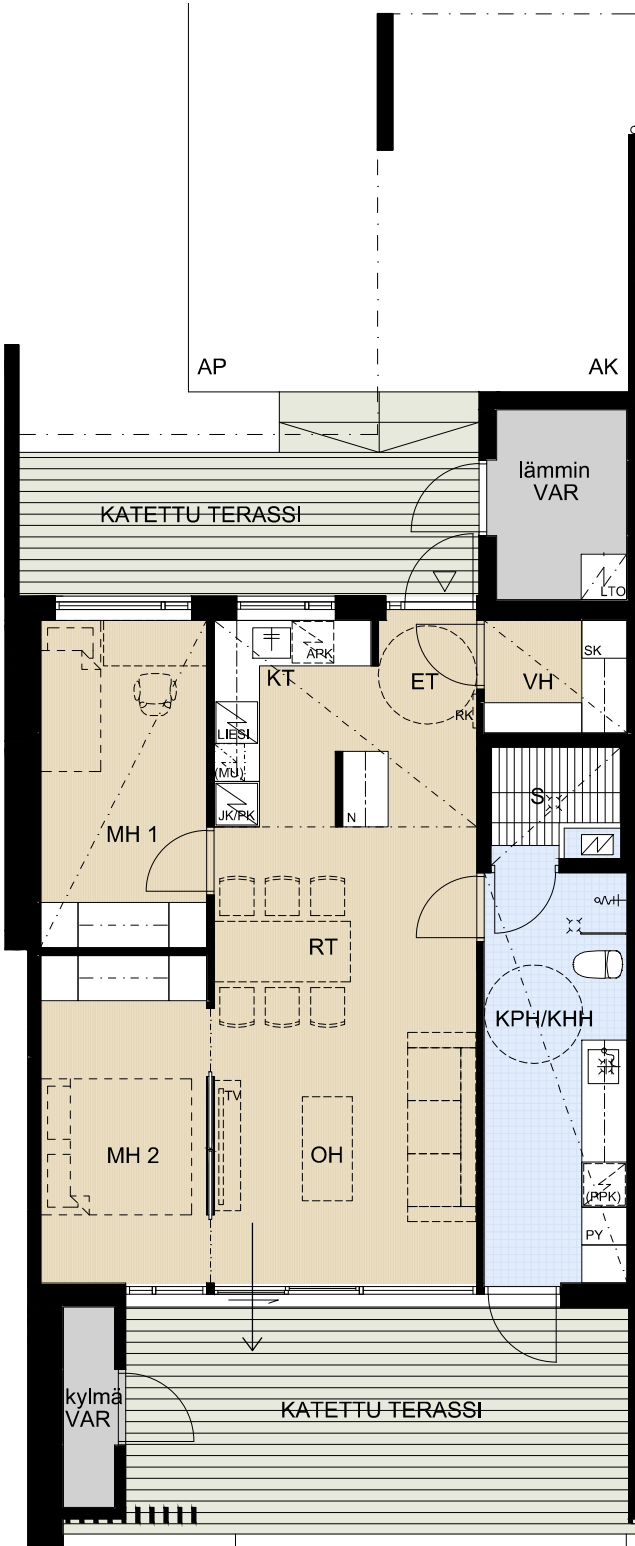 AP
AK
lämmin
VAR
KATETTU TERASSI
LTO
APK
KT
ET
VH
SK
RK
LIESI
(MU)
JK/PK
N
S
MH 1
RT
KPH/KHH
TV
MH 2
OH
(PPK)
PY
kylmä
VAR
KATETTU TERASSI